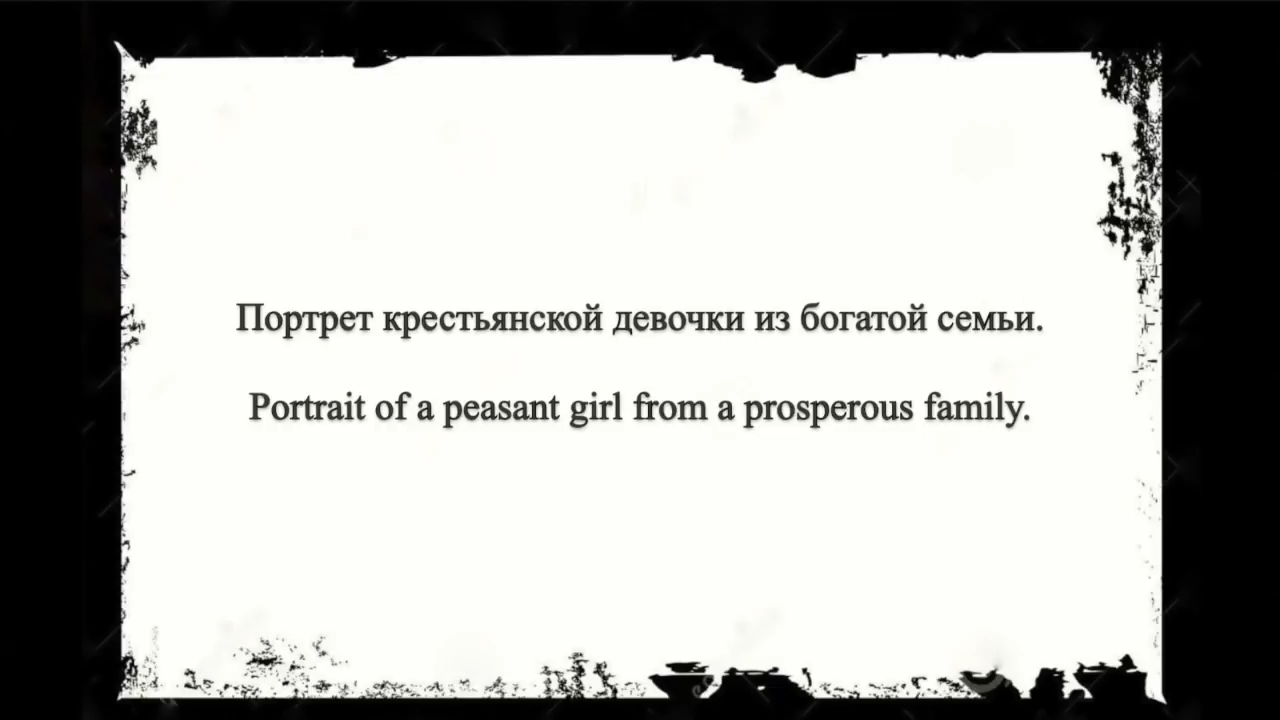 Портрет крестьянской девочки из богатой семьи.
Portrait of a peasant girl from a prosperous family.